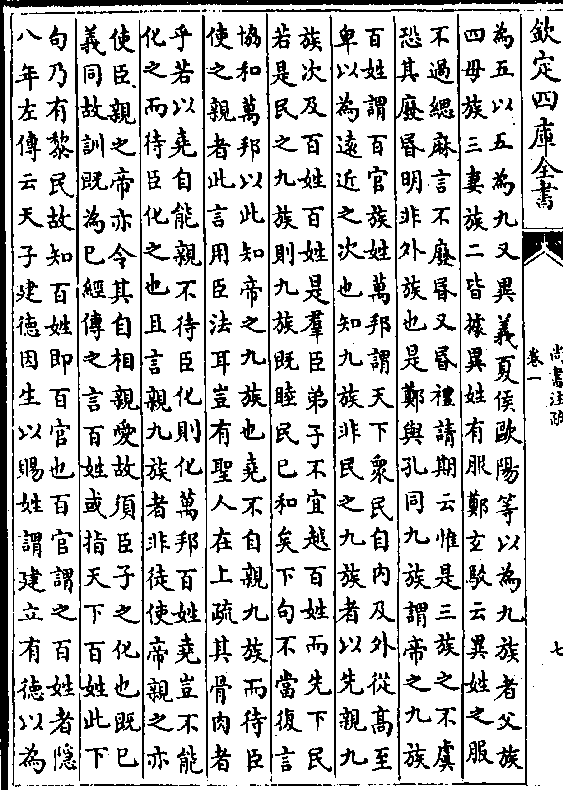 欽定四庫全書
尚書注疏
卷一
七
為五以五為九又異義夏侯歐陽等以為九族者父族
四母族三妻族二皆據異姓有服鄭𤣥駁云異姓之服
不過緦麻言不廢昬又昬禮請期云惟是三族之不虞
恐其廢昬明非外族也是鄭與孔同九族謂帝之九族
百姓謂百官族姓萬邦謂天下衆民自内及外從髙至
卑以為遠近之次也知九族非民之九族者以先親九
族次及百姓百姓是羣臣弟子不宜越百姓而先下民
若是民之九族則九族既睦民已和矣下句不當復言
協和萬邦以此知帝之九族也堯不自親九族而待臣
使之親者此言用臣法耳豈有聖人在上疏其骨肉者
乎若以堯自能親不待臣化則化萬邦百姓堯豈不能
化之而待臣化之也且言親九族者非徒使帝親之亦
使臣親之帝亦令其自相親愛故須臣子之化也既已
義同故訓既為已經傳之言百姓或指天下百姓此下
句乃有黎民故知百姓即百官也百官謂之百姓者隱
八年左傳云天子建德因生以賜姓謂建立有德以為